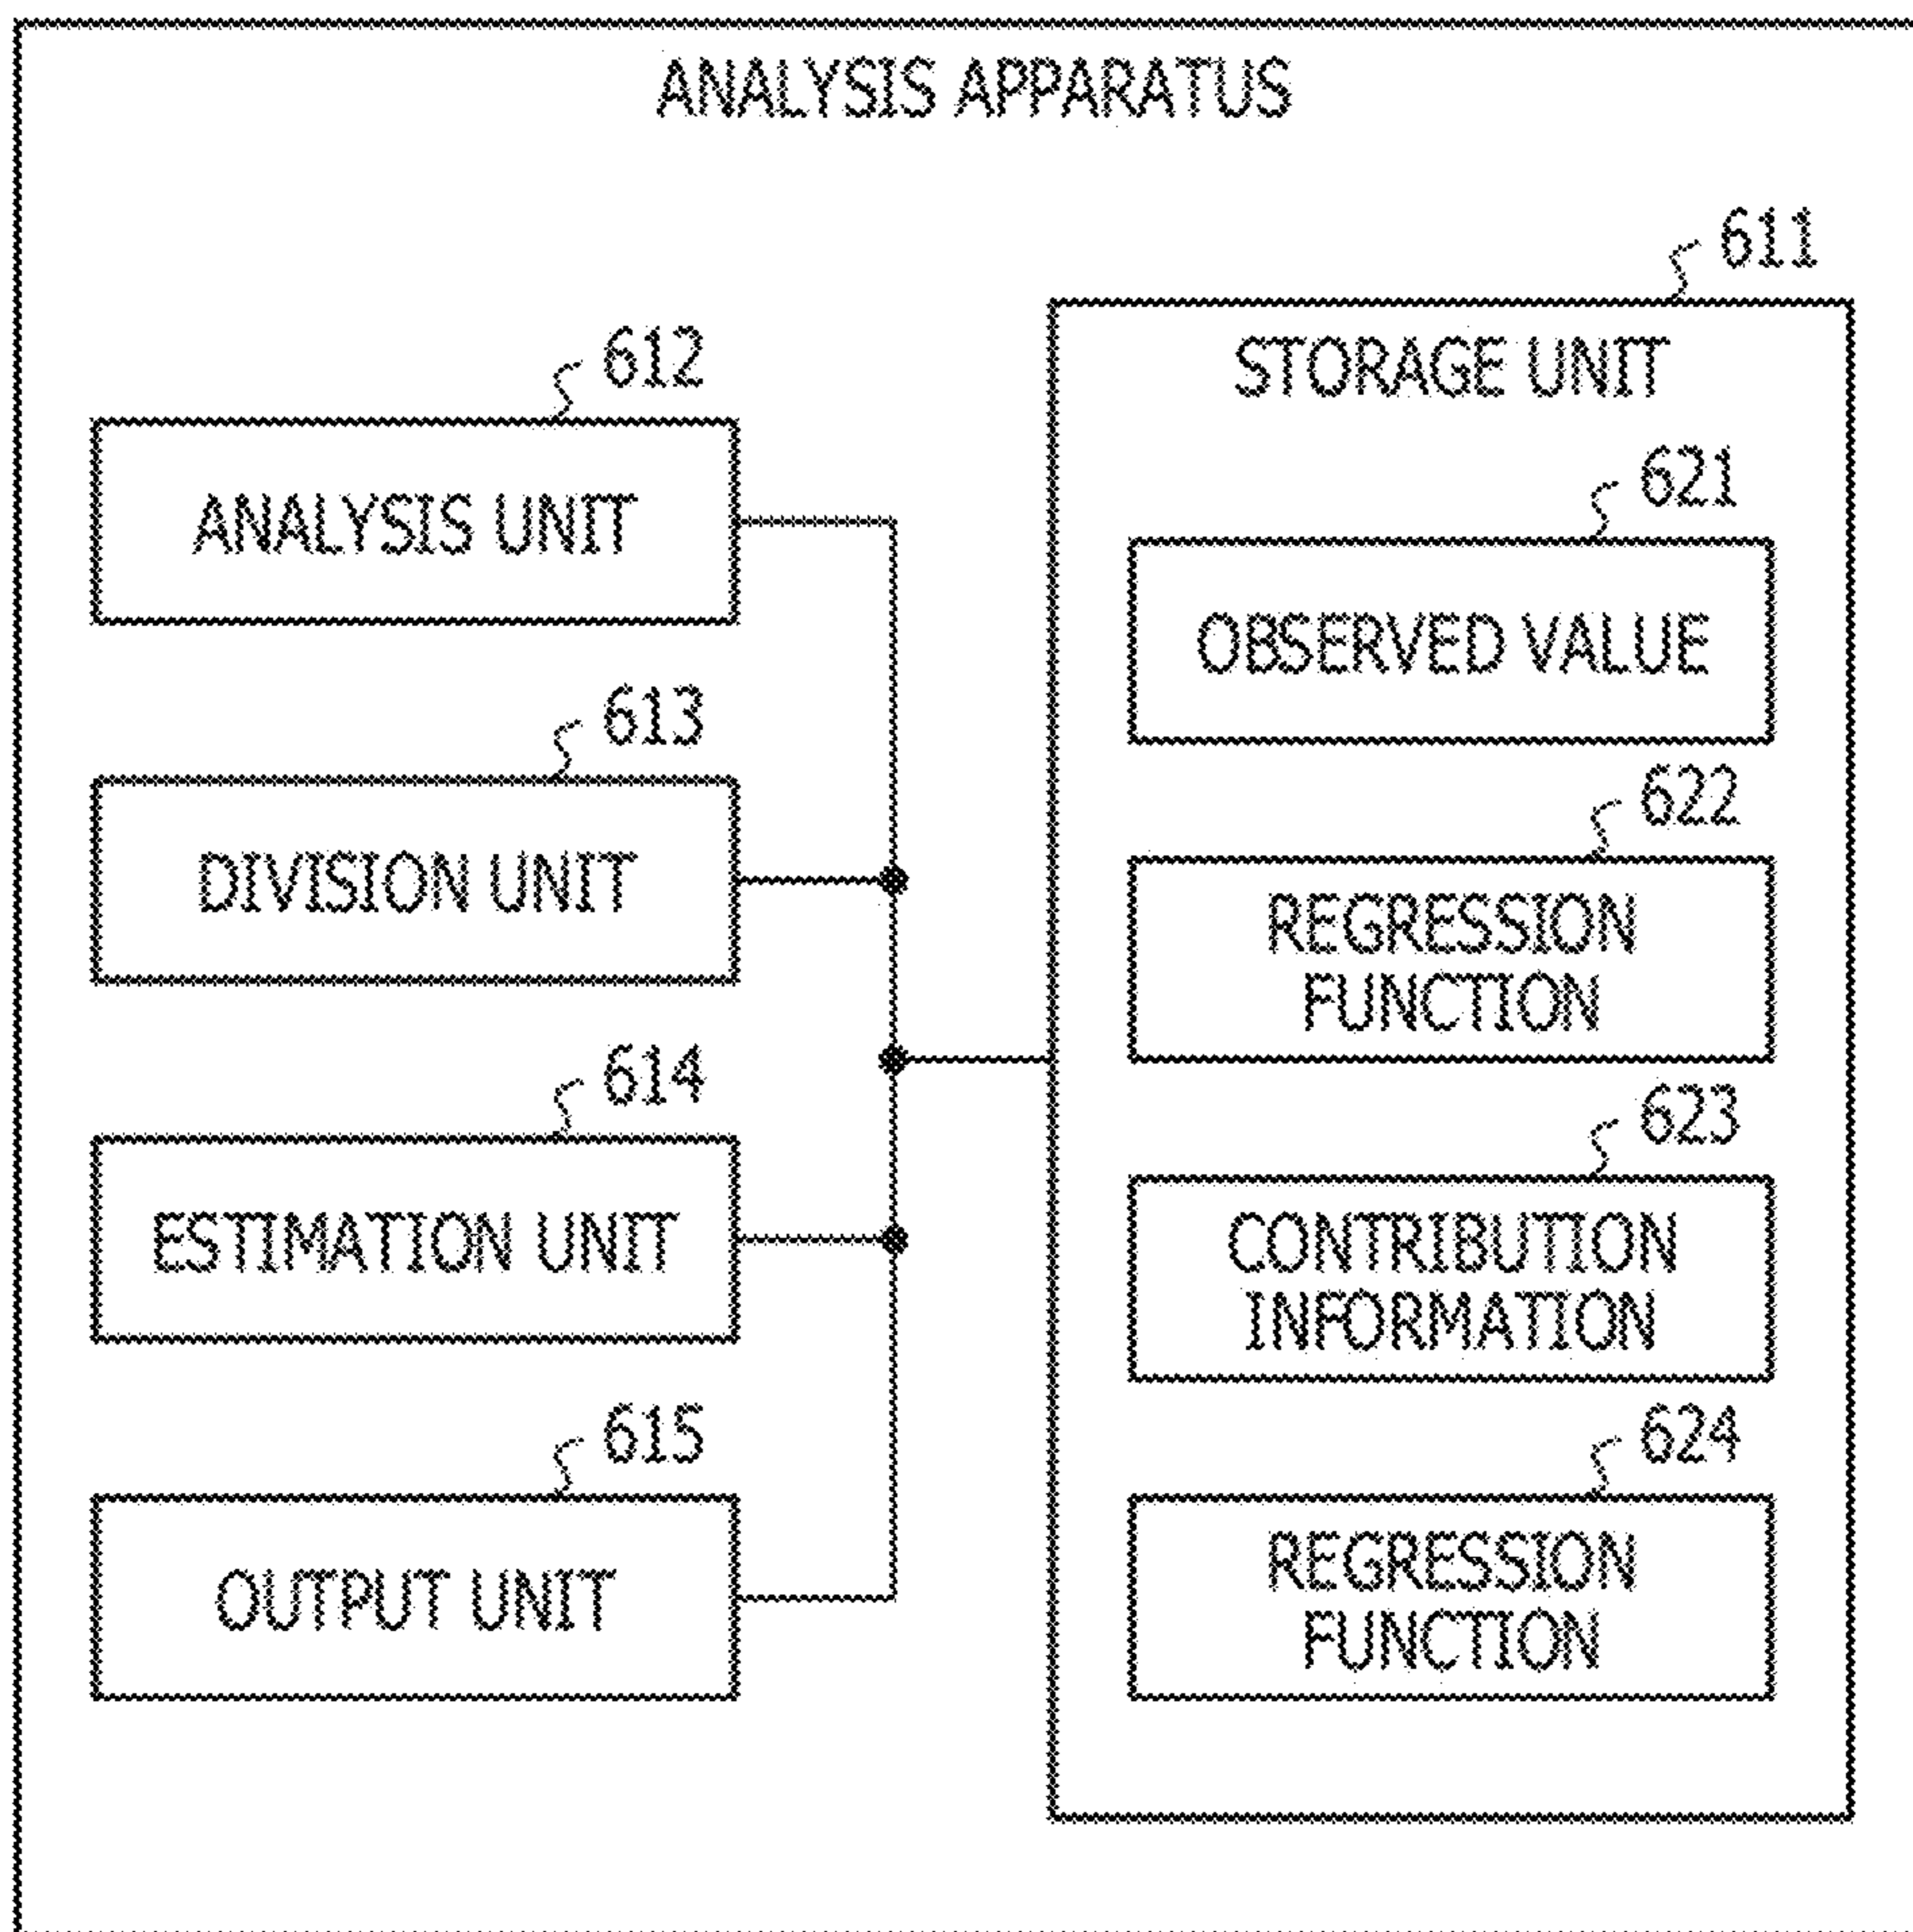 ANALYSIS APPARATUS
612
ANALYSIS UNIT
613
DIVISION UNIT
614
ESTIMATION UNIT
615
OUTPUT UNIT
611
STORAGE UNIT
621
OBSERVED VALUE
622
REGRESSION
FUNCTION
623
CONTRIBUTION
INFORMATION
624
REGRESSION
FUNCTION